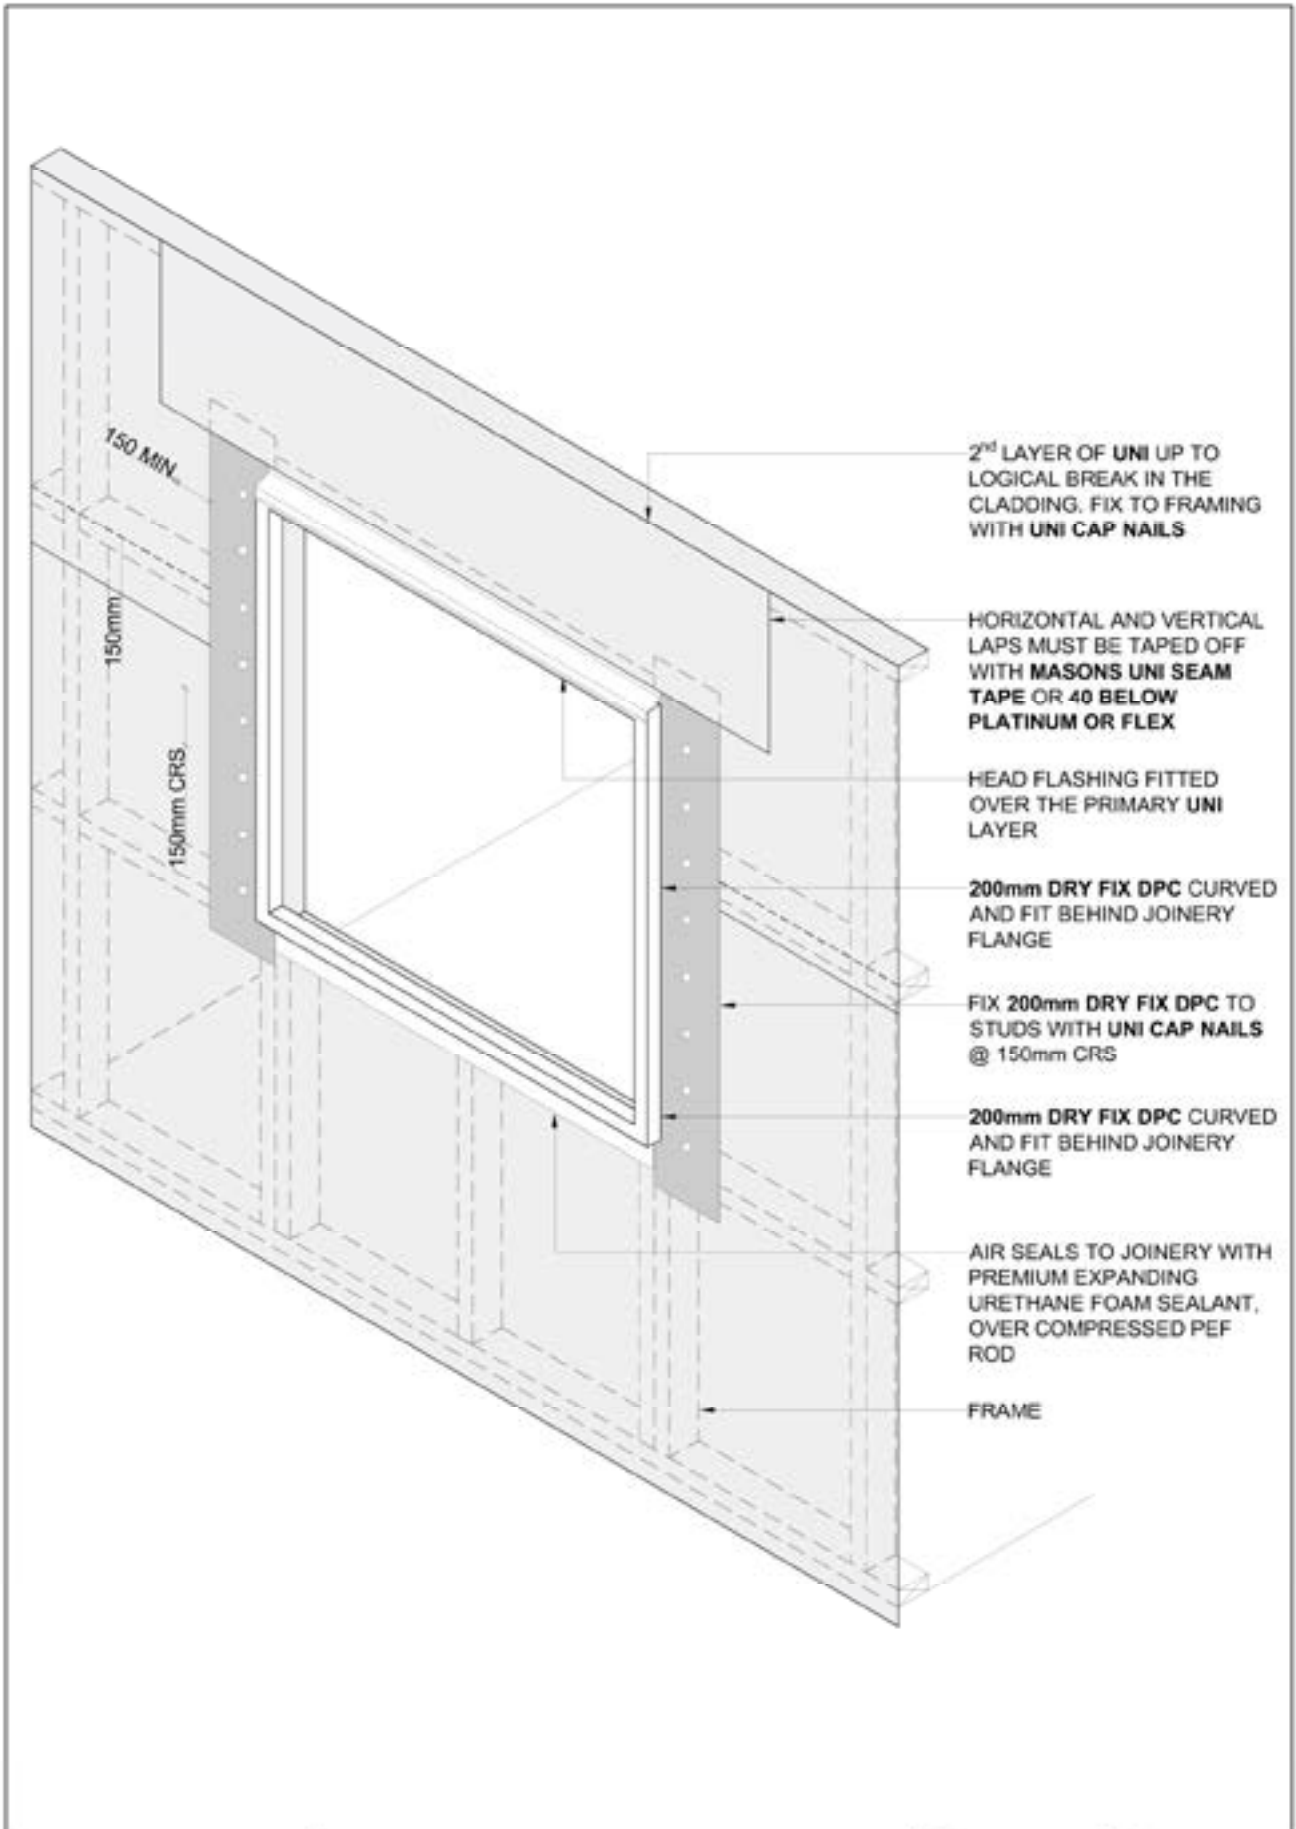 150 MIN.
150mm
150mm CRS.
2nd LAYER OF UNI UP TO
LOGICAL BREAK IN THE
CLADDING. FIX TO FRAMING
WITH UNI CAP NAILS
HORIZONTAL AND VERTICAL
LAPS MUST BE TAPED OFF
WITH MASONS UNI SEAM
TAPE OR 40 BELOW
PLATINUM OR FLEX
HEAD FLASHING FITTED
OVER THE PRIMARY UNI
LAYER
200mm DRY FIX DPC CURVED
AND FIT BEHIND JOINERY
FLANGE
FIX 200mm DRY FIX DPC TO
STUDS WITH UNI CAP NAILS
@ 150mm CRS
200mm DRY FIX DPC CURVED
AND FIT BEHIND JOINERY
FLANGE
AIR SEALS TO JOINERY WITH
PREMIUM EXPANDING
URETHANE FOAM SEALANT,
OVER COMPRESSED PEF
ROD
FRAME